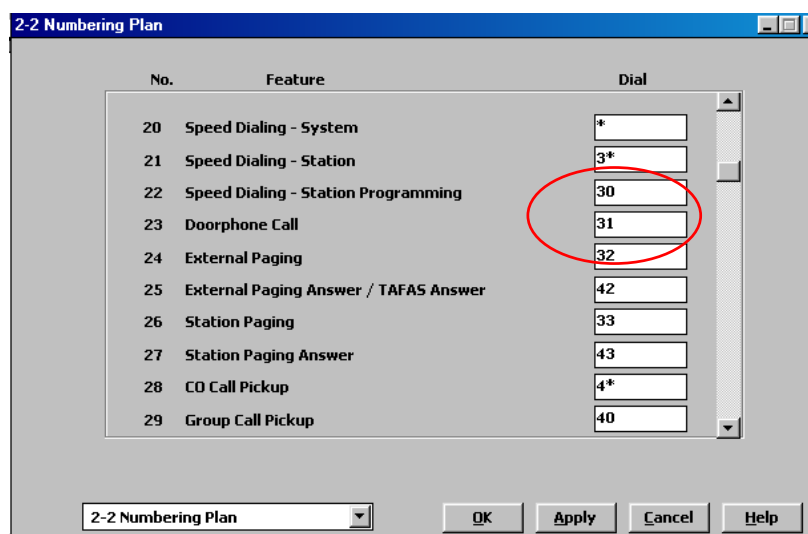 2-2 Numbering Plan
No. Feature Dial
20 Speed Dialing - System *
21 Speed Dialing - Station 3*
22 Speed Dialing - Station Programming 30
23 Doorphone Call 31
24 External Paging 32
25 External Paging Answer / TAFAS Answer 42
26 Station Paging 33
27 Station Paging Answer 43
28 CO Call Pickup 4*
29 Group Call Pickup 40
2-2 Numbering Plan OK Apply Cancel Help